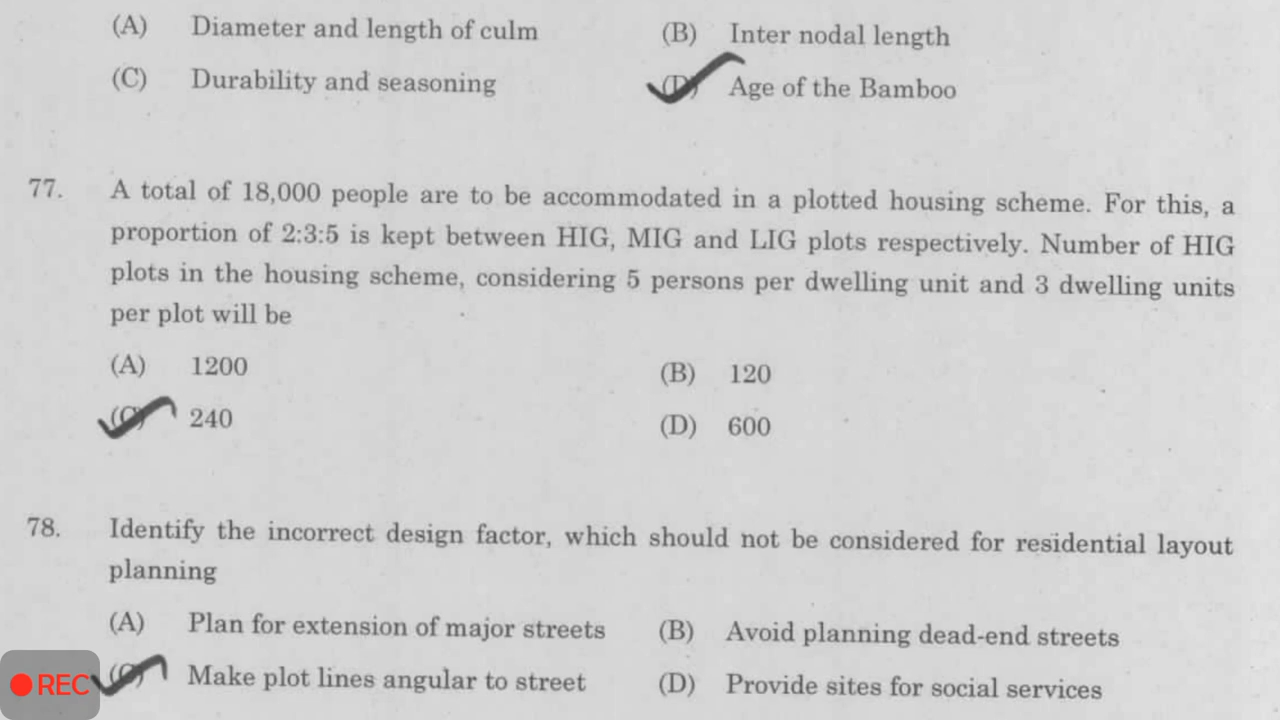 (A) Diameter and length of culm (B) Inter nodal length
(C) Durability and seasoning (D) Age of the Bamboo
77. A total of 18,000 people are to be accommodated in a plotted housing scheme. For this, a
proportion of 2:3:5 is kept between HIG, MIG and LIG plots respectively. Number of HIG
plots in the housing scheme, considering 5 persons per dwelling unit and 3 dwelling units
per plot will be
(A) 1200 (B) 120
(C) 240 (D) 600
78. Identify the incorrect design factor, which should not be considered for residential layout
planning
(A) Plan for extension of major streets (B) Avoid planning dead-end streets
(C) Make plot lines angular to street (D) Provide sites for social services
REC